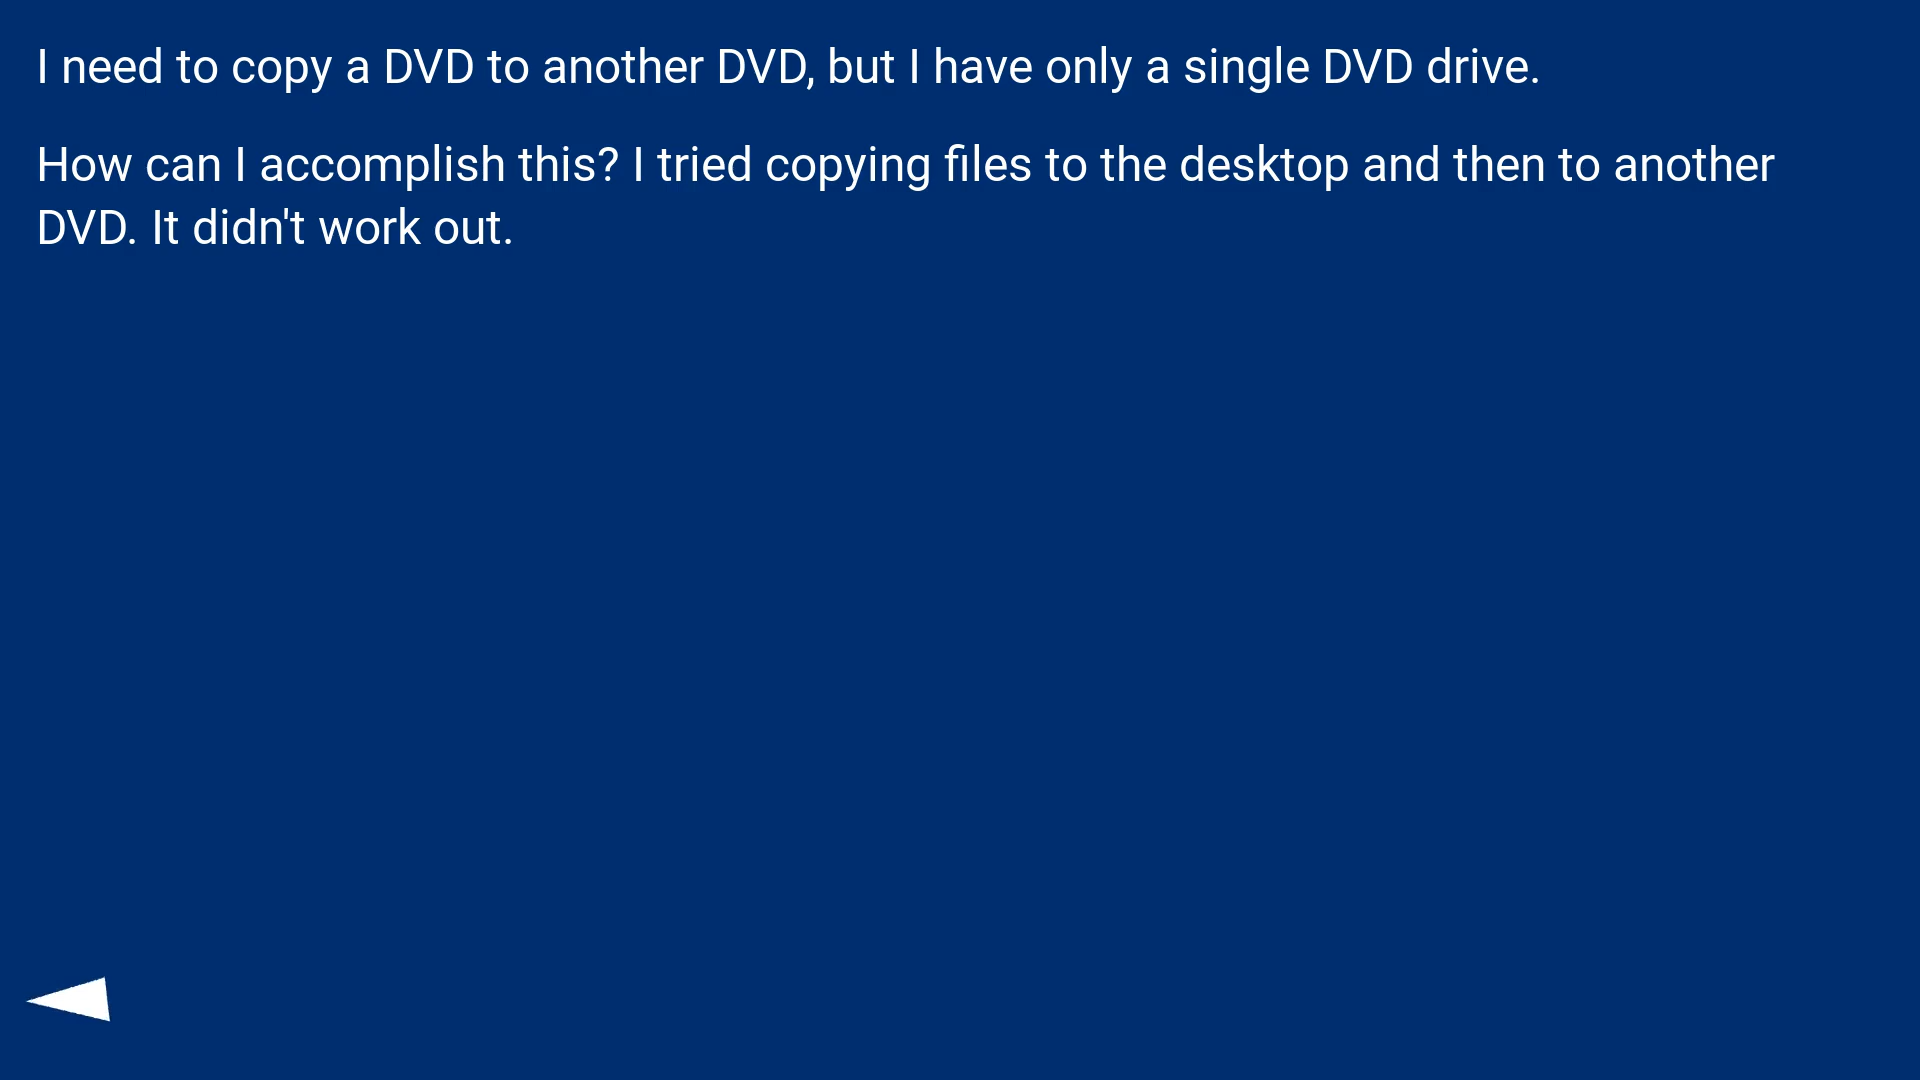 I need to copy a DVD to another DVD, but I have only a single DVD drive.
How can I accomplish this? I tried copying files to the desktop and then to another
DVD. It didn't work out.